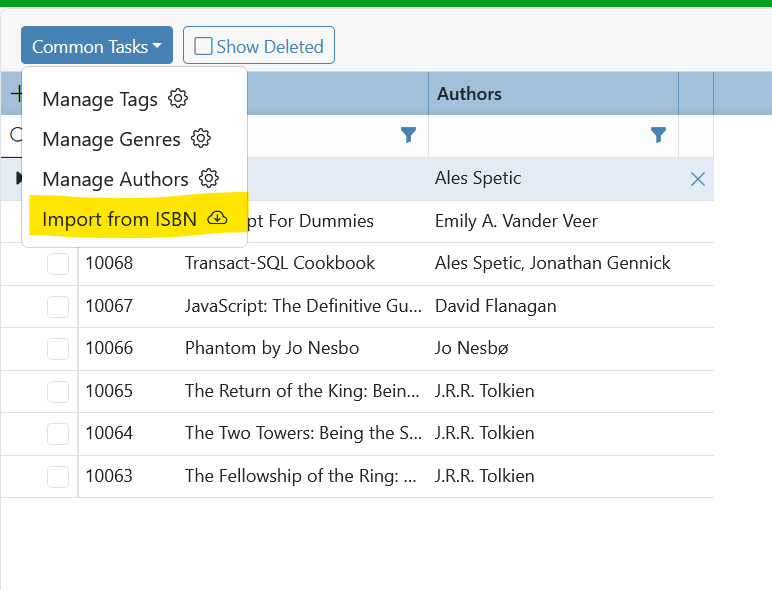 Common Tasks Show Deleted
Manage Tags
Manage Genres
Manage Authors
Import from ISBN
Authors
Ales Spetic
pt For Dummies Emily A. Vander Veer
10068 Transact-SQL Cookbook Ales Spetic, Jonathan Gennick
10067 JavaScript: The Definitive Gu... David Flanagan
10066 Phantom by Jo Nesbo Jo Nesbø
10065 The Return of the King: Bein... J.R.R. Tolkien
10064 The Two Towers: Being the S... J.R.R. Tolkien
10063 The Fellowship of the Ring: ... J.R.R. Tolkien